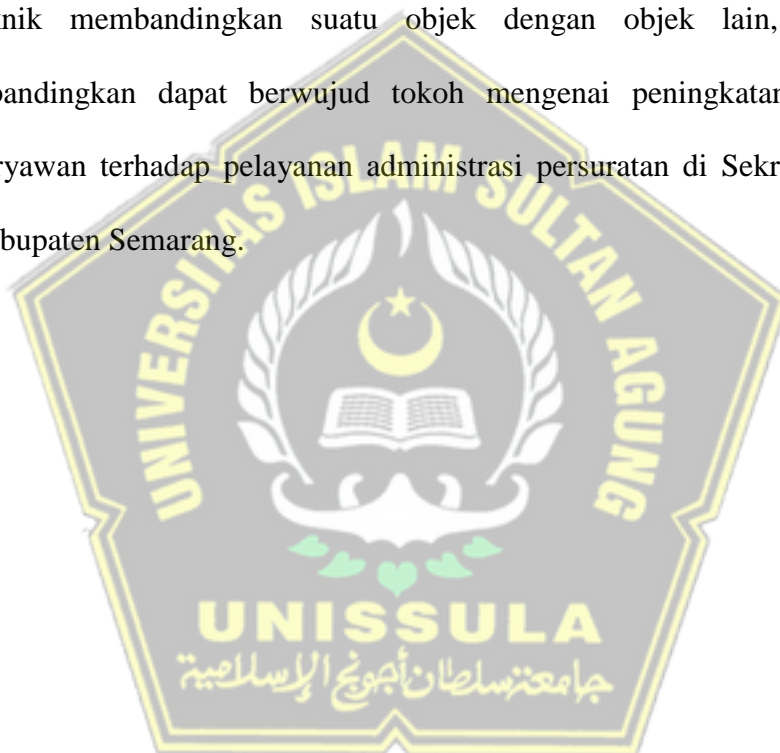 nik membandingkan suatu objek dengan objek lain,
bandingkan dapat berwujud tokoh mengenai peningkatan
ryawan terhadap pelayanan administrasi persuratan di Sekr
bupaten Semarang.
UNIVERSITAS ISLAM SULTAN AGUNG
UNISSULA
جامعة سلطان أجونج الإسلامية